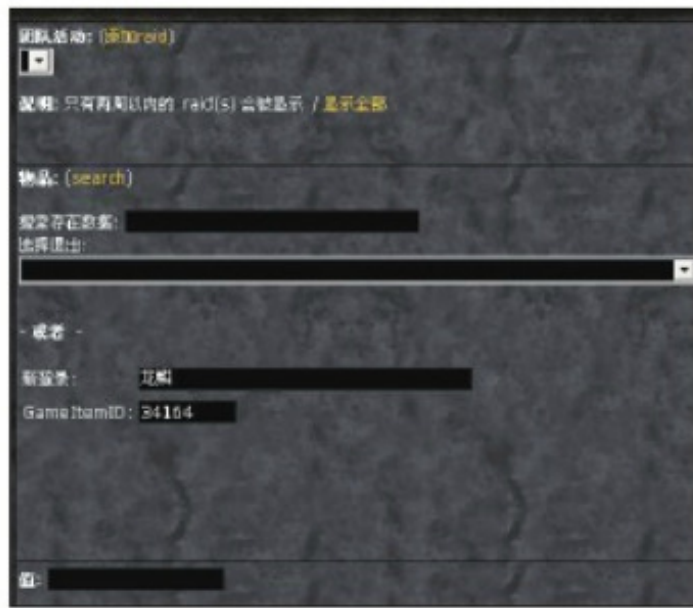 团队活动: (添加raid)
说明: 只有两周以内的 raid(s) 会被显示 / 显示全部
物品: (search)
搜索存在数据:
选择退出:
- 或者 -
新登录: 龙鳞
GameItemID: 34164
值: